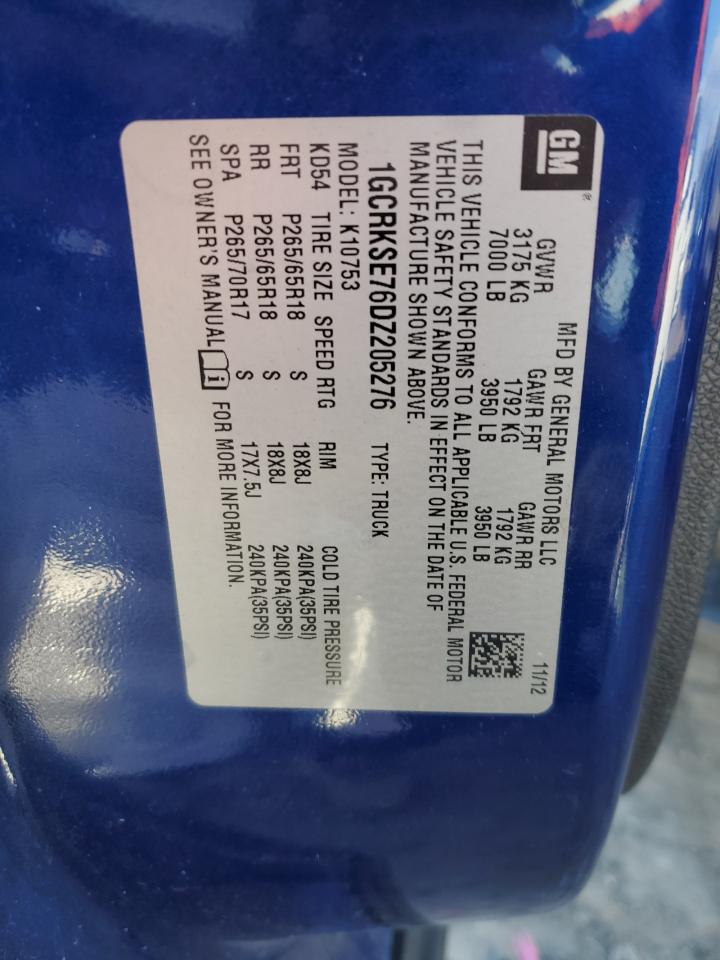 GM®
MFD BY GENERAL MOTORS LLC 11/12
GVWR GAWR FRT GAWR RR
3175 KG 1792 KG 1792 KG
7000 LB 3950 LB 3950 LB
THIS VEHICLE CONFORMS TO ALL APPLICABLE U.S. FEDERAL MOTOR
VEHICLE SAFETY STANDARDS IN EFFECT ON THE DATE OF
MANUFACTURE SHOWN ABOVE.
1GCRKSE76DZ205276 TYPE: TRUCK
MODEL: K10753
KD54 TIRE SIZE SPEED RTG RIM COLD TIRE PRESSURE
FRT P265/65R18 S 18X8J 240KPA(35PSI)
RR P265/65R18 S 18X8J 240KPA(35PSI)
SPA P265/70R17 S 17X7.5J 240KPA(35PSI)
SEE OWNER'S MANUAL i FOR MORE INFORMATION.